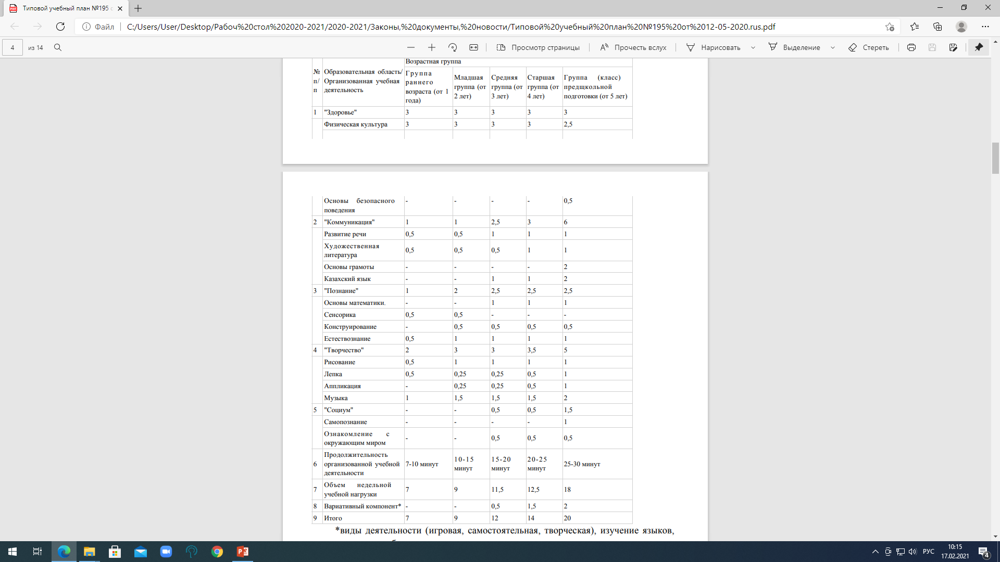 Типовой учебный план №195 с
Файл C:/Users/User/Desktop/Рабоч%20стол%202020-2021/2020-2021/Законы,%20документы,%20новости/Типовой%20учебный%20план%20№195%20от%2012-05-2020.rus.pdf
4 из 14 Просмотр страницы Прочесть вслух Нарисовать Выделение Стереть
Возрастная группа
№ п/п Образовательная область/ Организованная учебная деятельность Группа раннего возраста (от 1 года) Младшая группа (от 2 лет) Средняя группа (от 3 лет) Старшая группа (от 4 лет) Группа (класс) предшкольной подготовки (от 5 лет)
1 "Здоровье" 3 3 3 3 3
Физическая культура 3 3 3 3 2,5
Основы безопасного поведения - - - - 0,5
2 "Коммуникация" 1 1 2,5 3 6
Развитие речи 0,5 0,5 1 1 1
Художественная литература 0,5 0,5 0,5 1 1
Основы грамоты - - - - 2
Казахский язык - - 1 1 2
3 "Познание" 1 2 2,5 2,5 2,5
Основы математики. - - 1 1 1
Сенсорика 0,5 0,5 - - -
Конструирование - 0,5 0,5 0,5 0,5
Естествознание 0,5 1 1 1 1
4 "Творчество" 2 3 3 3,5 5
Рисование 0,5 1 1 1 1
Лепка 0,5 0,25 0,25 0,5 1
Аппликация - 0,25 0,25 0,5 1
Музыка 1 1,5 1,5 1,5 2
5 "Социум" - - 0,5 0,5 1,5
Самопознание - - - - 1
Ознакомление с окружающим миром - - 0,5 0,5 0,5
6 Продолжительность организованной учебной деятельности 7-10 минут 10-15 минут 15-20 минут 20-25 минут 25-30 минут
7 Объем недельной учебной нагрузки 7 9 11,5 12,5 18
8 Вариативный компонент* - - 0,5 1,5 2
9 Итого 7 9 12 14 20
*виды деятельности (игровая, самостоятельная, творческая), изучение языков,
РУС 10:15
17.02.2021 4